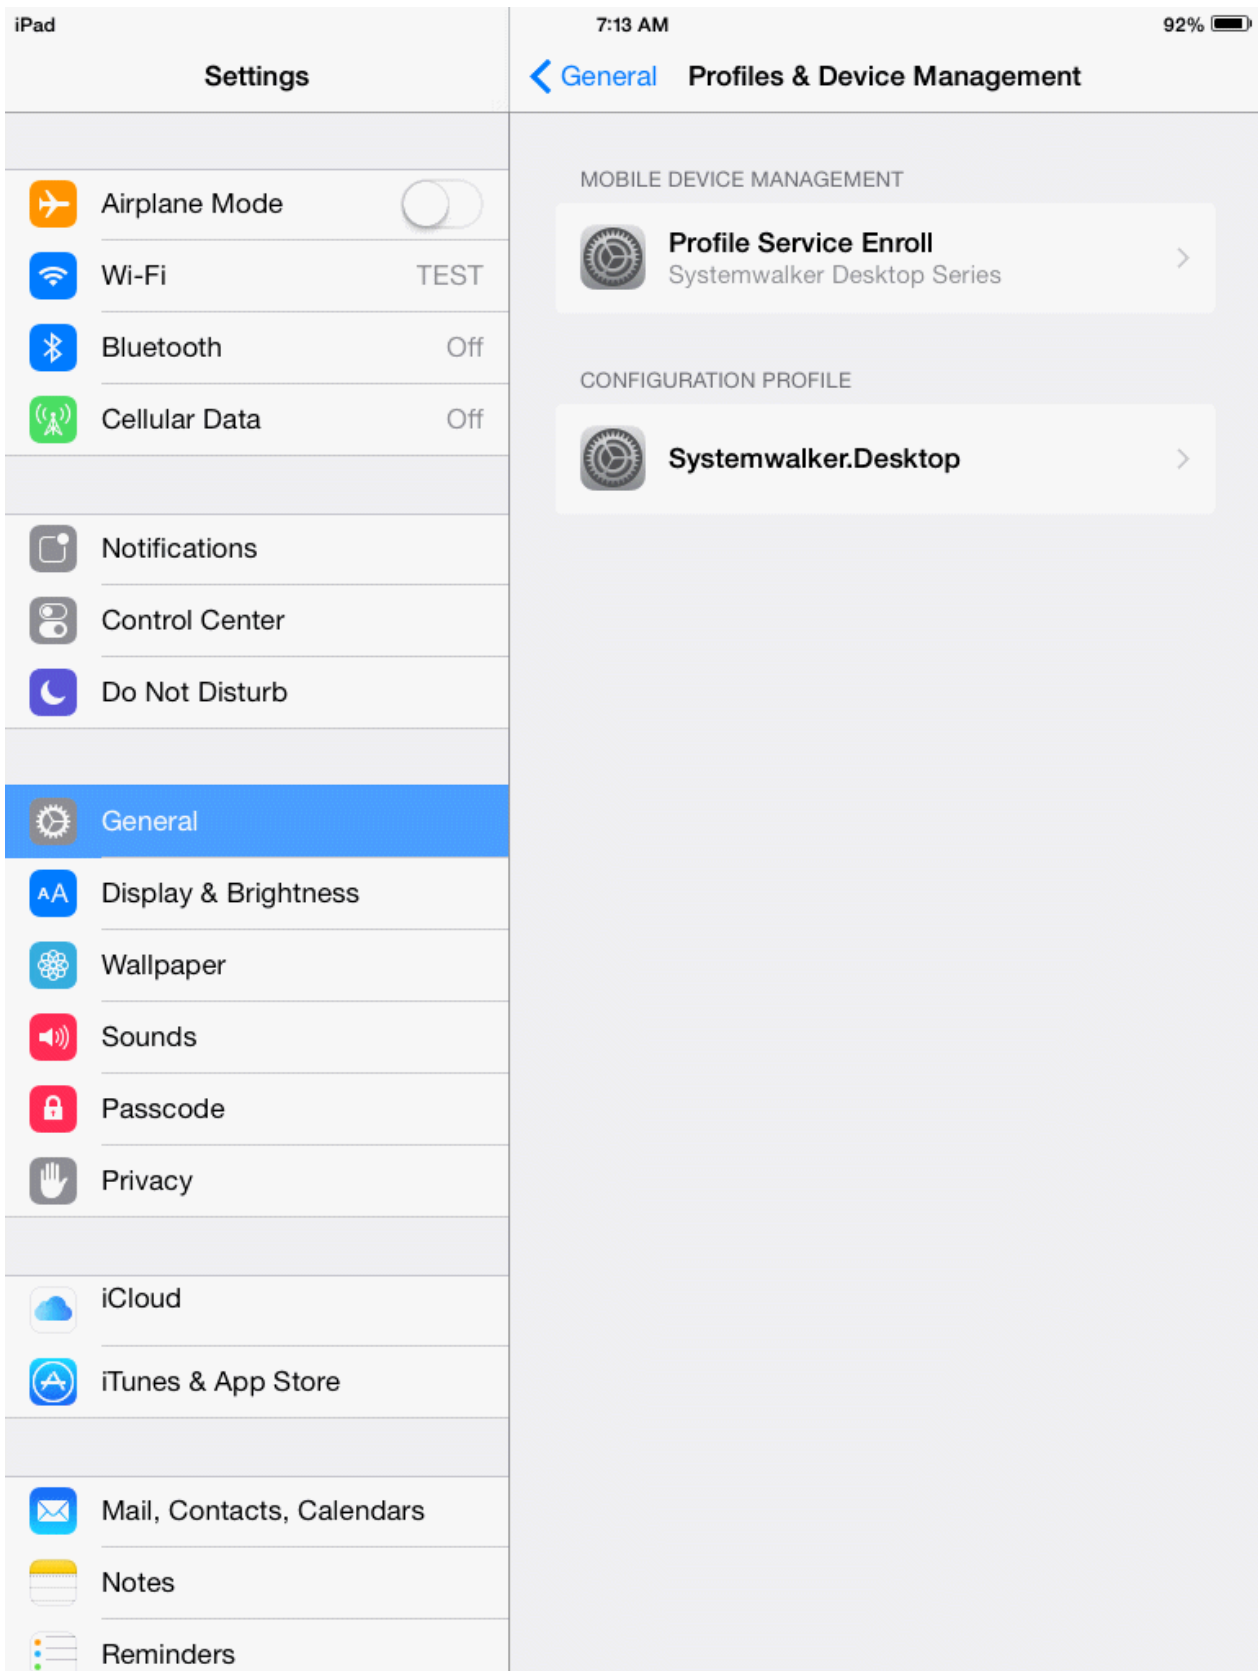 iPad
7:13 AM
92%
Settings
General
Profiles & Device Management
Airplane Mode
Wi-Fi
TEST
Bluetooth
Off
Cellular Data
Off
Notifications
Control Center
Do Not Disturb
General
AA
Display & Brightness
Wallpaper
Sounds
Passcode
Privacy
iCloud
iTunes & App Store
Mail, Contacts, Calendars
Notes
Reminders
MOBILE DEVICE MANAGEMENT
Profile Service Enroll
Systemwalker Desktop Series
CONFIGURATION PROFILE
Systemwalker.Desktop